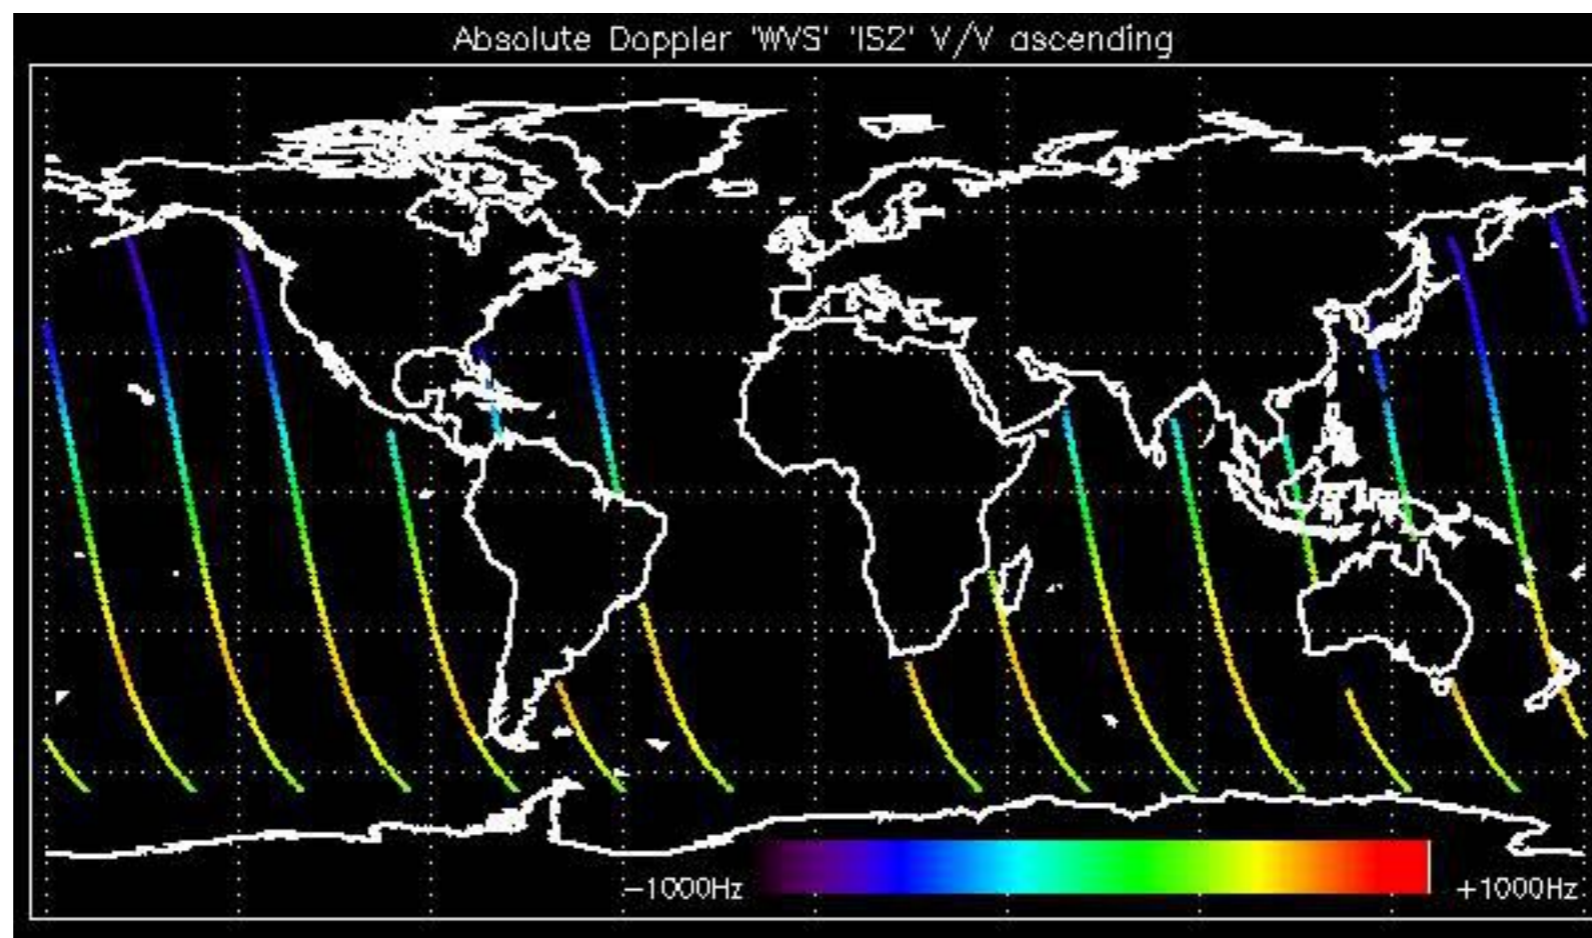 Absolute Doppler 'WVS' 'IS2' V/V ascending
-1000Hz +1000Hz